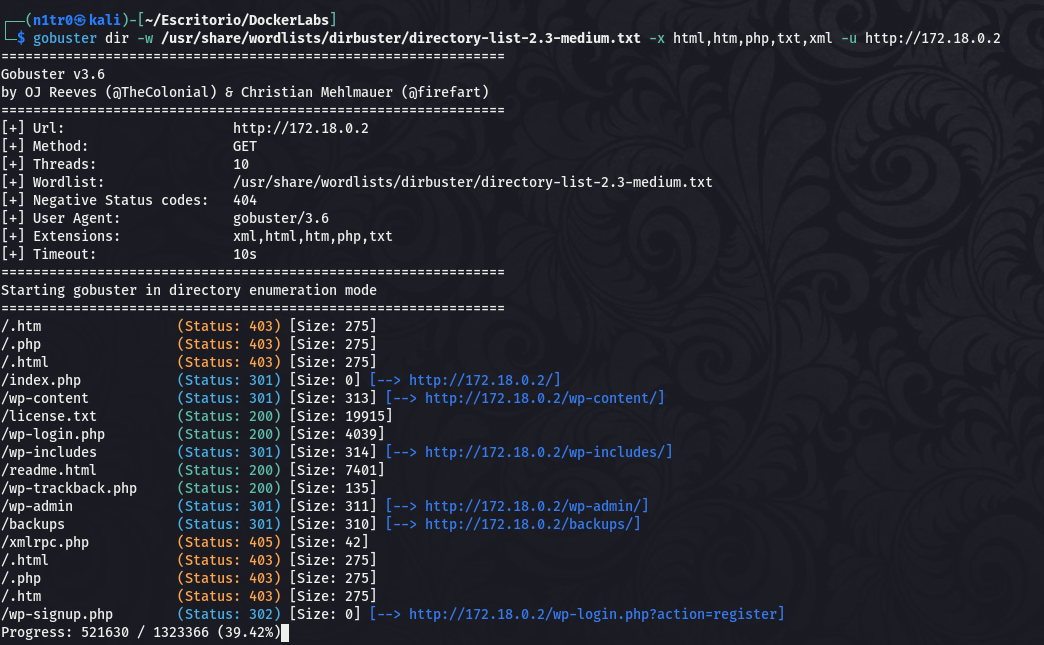 ┌──(n1tr0㉿kali)-[~/Escritorio/DockerLabs]
└─$ gobuster dir -w /usr/share/wordlists/dirbuster/directory-list-2.3-medium.txt -x html,htm,php,txt,xml -u http://172.18.0.2
===============================================================
Gobuster v3.6
by OJ Reeves (@TheColonial) & Christian Mehlmauer (@firefart)
===============================================================
[+] Url:                     http://172.18.0.2
[+] Method:                  GET
[+] Threads:                 10
[+] Wordlist:                /usr/share/wordlists/dirbuster/directory-list-2.3-medium.txt
[+] Negative Status codes:   404
[+] User Agent:              gobuster/3.6
[+] Extensions:              xml,html,htm,php,txt
[+] Timeout:                 10s
===============================================================
Starting gobuster in directory enumeration mode
===============================================================
/.htm                 (Status: 403) [Size: 275]
/.php                 (Status: 403) [Size: 275]
/.html                (Status: 403) [Size: 275]
/index.php            (Status: 301) [Size: 0] [--> http://172.18.0.2/]
/wp-content           (Status: 301) [Size: 313] [--> http://172.18.0.2/wp-content/]
/license.txt          (Status: 200) [Size: 19915]
/wp-login.php         (Status: 200) [Size: 4039]
/wp-includes          (Status: 301) [Size: 314] [--> http://172.18.0.2/wp-includes/]
/readme.html          (Status: 200) [Size: 7401]
/wp-trackback.php     (Status: 200) [Size: 135]
/wp-admin             (Status: 301) [Size: 311] [--> http://172.18.0.2/wp-admin/]
/backups              (Status: 301) [Size: 310] [--> http://172.18.0.2/backups/]
/xmlrpc.php           (Status: 405) [Size: 42]
/.html                (Status: 403) [Size: 275]
/.php                 (Status: 403) [Size: 275]
/.htm                 (Status: 403) [Size: 275]
/wp-signup.php        (Status: 302) [Size: 0] [--> http://172.18.0.2/wp-login.php?action=register]
Progress: 521630 / 1323366 (39.42%)